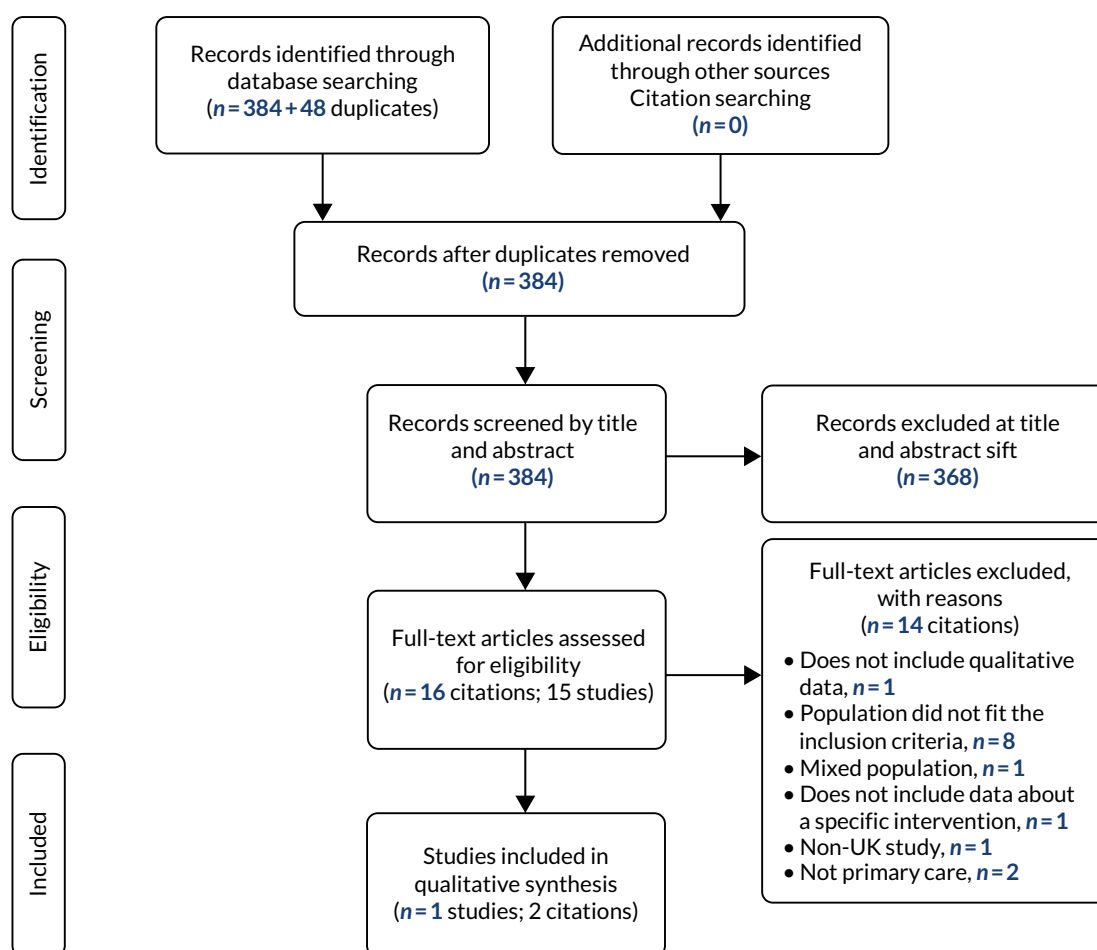 Identification
Records identified through
database searching
(n=384+48 duplicates)
Additional records identified
through other sources
Citation searching
(n=0)
Records after duplicates removed
(n=384)
Screening
Records screened by title
and abstract
(n=384)
Records excluded at title
and abstract sift
(n=368)
Eligibility
Full-text articles assessed
for eligibility
(n=16 citations; 15 studies)
Full-text articles excluded,
with reasons
(n=14 citations)
• Does not include qualitative
data, n=1
• Population did not fit the
inclusion criteria, n=8
• Mixed population, n=1
• Does not include data about
a specific intervention, n=1
• Non-UK study, n=1
• Not primary care, n=2
Included
Studies included in
qualitative synthesis
(n=1 studies; 2 citations)